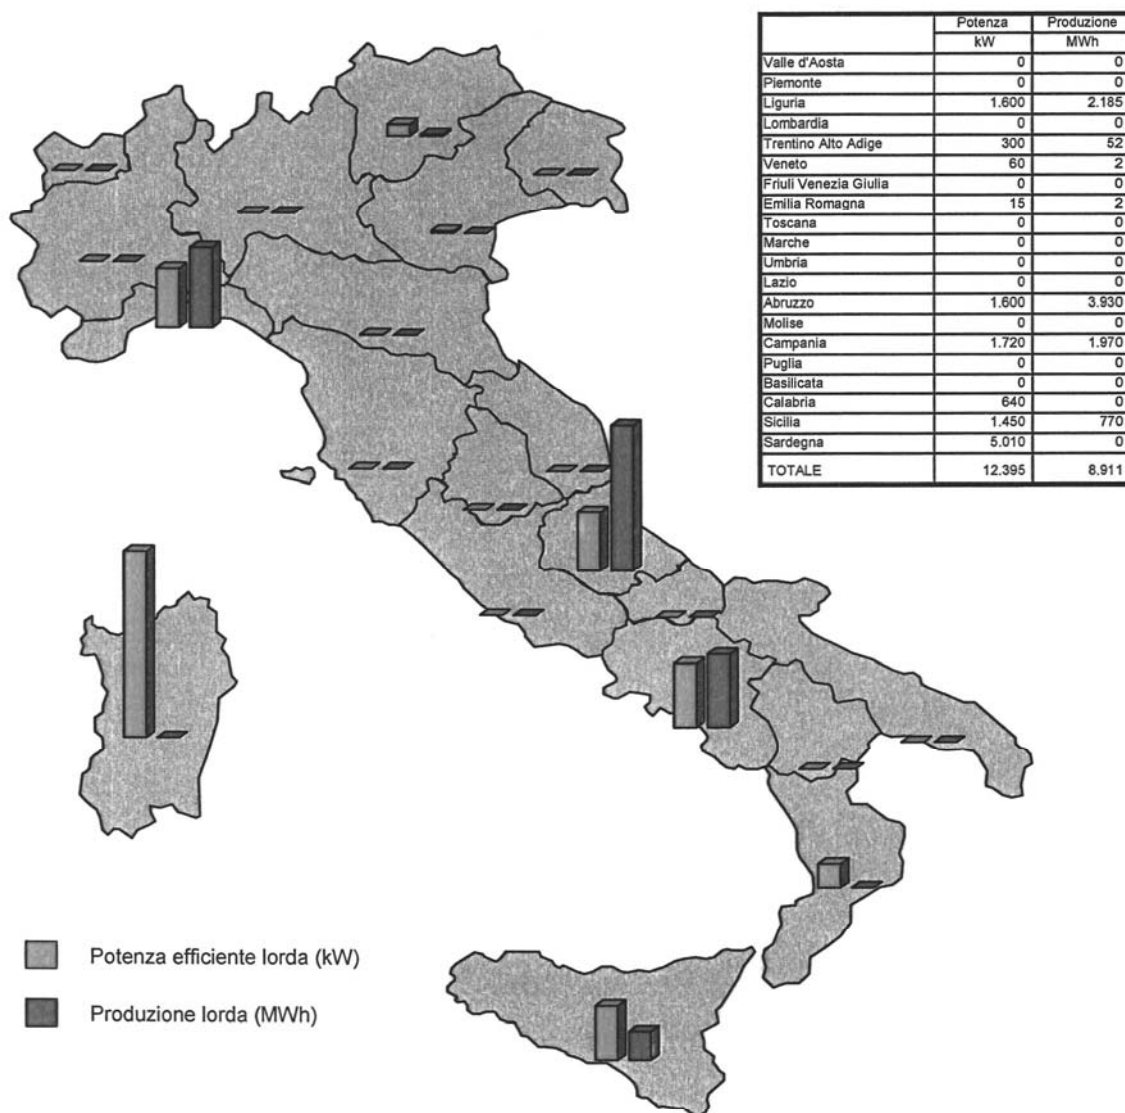 Potenza Produzione
kW MWh
Valle d'Aosta 0 0
Piemonte 0 0
Liguria 1.600 2.185
Lombardia 0 0
Trentino Alto Adige 300 52
Veneto 60 2
Friuli Venezia Giulia 0 0
Emilia Romagna 15 2
Toscana 0 0
Marche 0 0
Umbria 0 0
Lazio 0 0
Abruzzo 1.600 3.930
Molise 0 0
Campania 1.720 1.970
Puglia 0 0
Basilicata 0 0
Calabria 640 0
Sicilia 1.450 770
Sardegna 5.010 0
TOTALE 12.395 8.911
Potenza efficiente lorda (kW)
Produzione lorda (MWh)